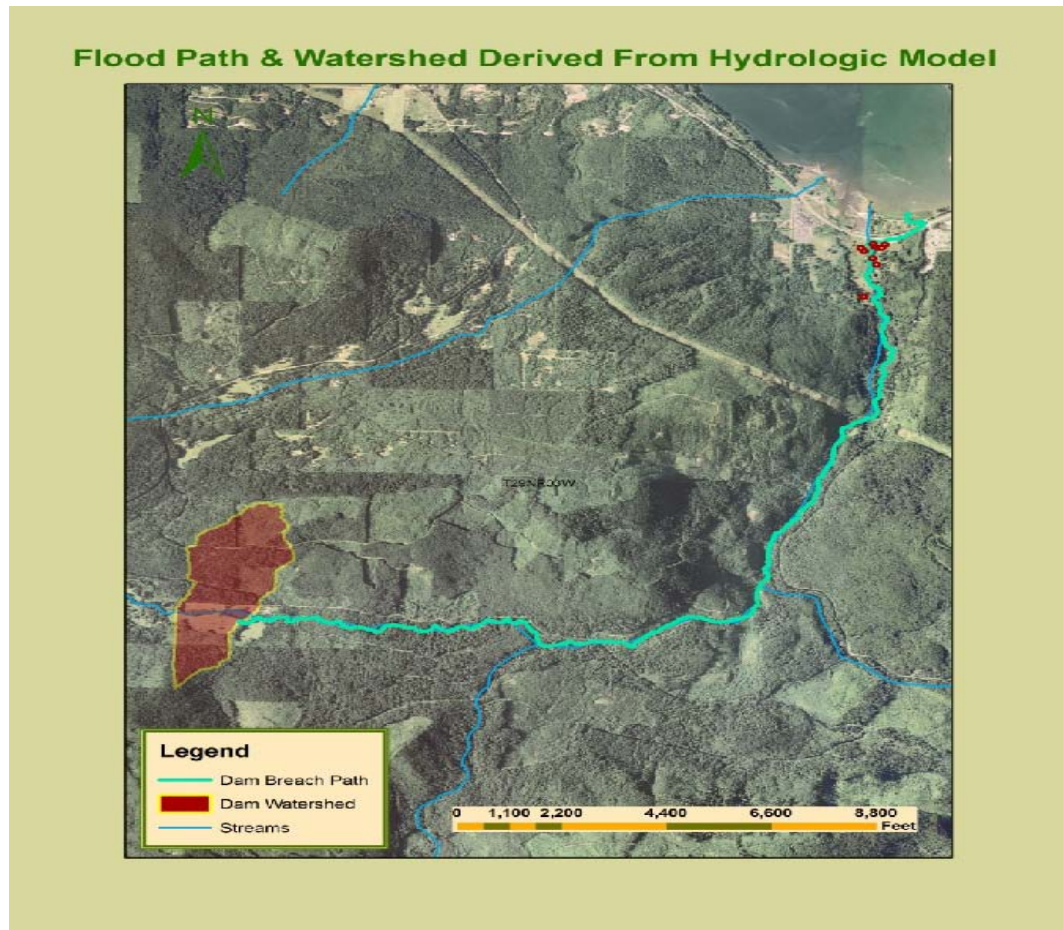 Flood Path & Watershed Derived From Hydrologic Model
N
Legend
Dam Breach Path
Dam Watershed
Streams
0 1,100 2,200 4,400 6,600 8,800
Feet